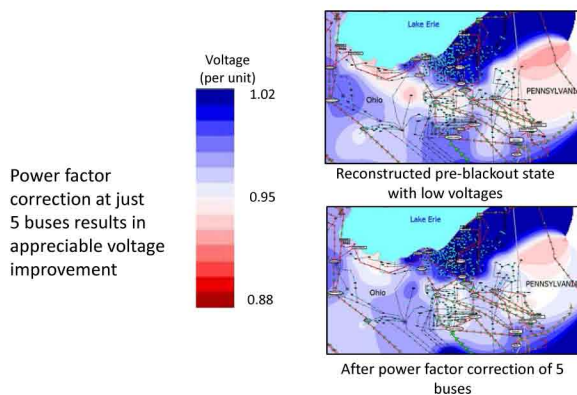 Voltage
(per unit)
1.02
0.95
0.88
Power factor
correction at just
5 buses results in
appreciable voltage
improvement
Lake Erie
Ohio
PENNSYLVANIA
Reconstructed pre-blackout state
with low voltages
Lake Erie
Ohio
PENNSYLVANIA
After power factor correction of 5
buses